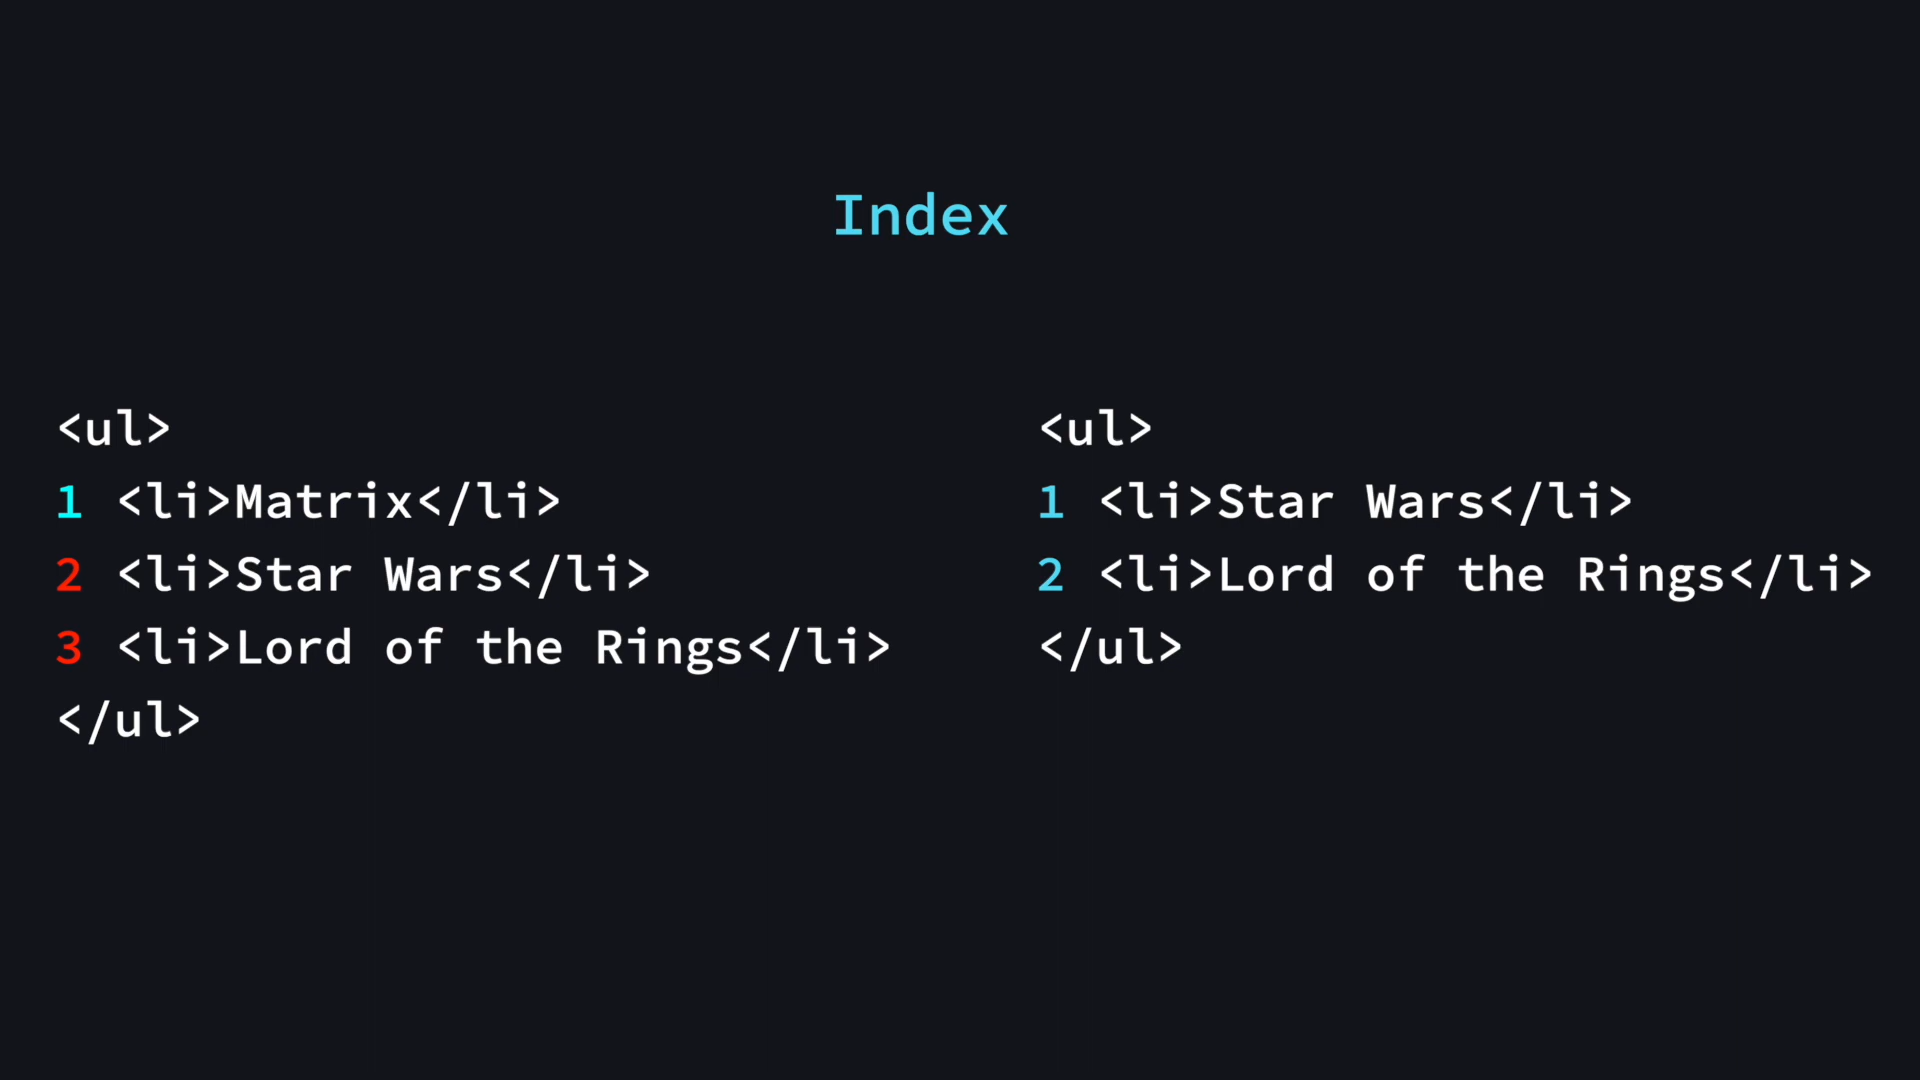 Index
<ul>
1 <li>Matrix</li>
2 <li>Star Wars</li>
3 <li>Lord of the Rings</li>
</ul>
<ul>
1 <li>Star Wars</li>
2 <li>Lord of the Rings</li>
</ul>